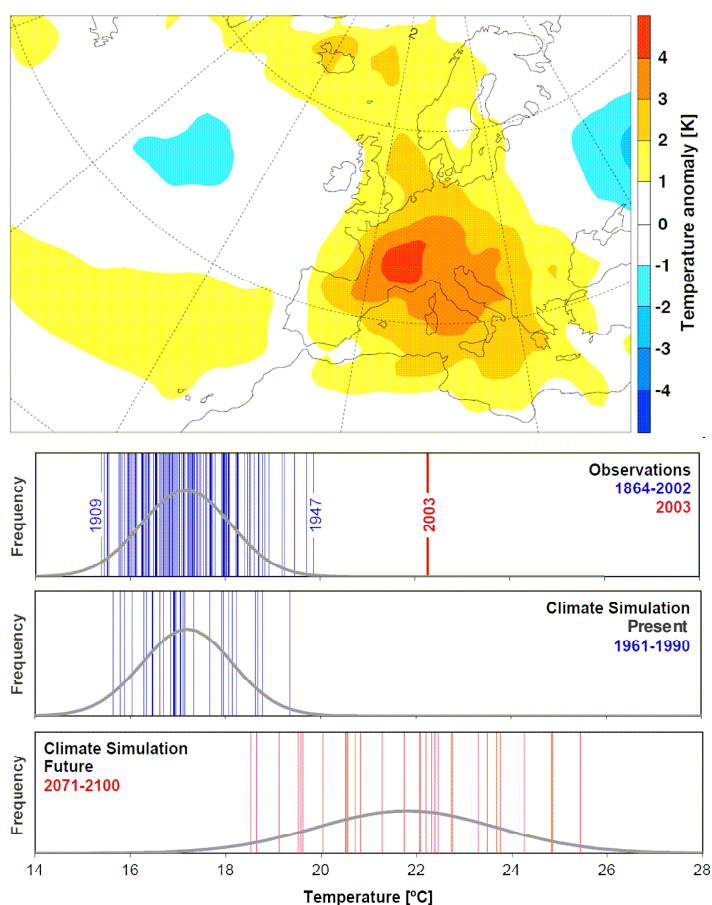 2
4
3
2
1
0
-1
-2
-3
-4
Temperature anomaly [K]
Frequency
1909
1947
2003
Observations
1864-2002
2003
Frequency
Climate Simulation
Present
1961-1990
Frequency
Climate Simulation
Future
2071-2100
14 16 18 20 22 24 26 28
Temperature [ºC]